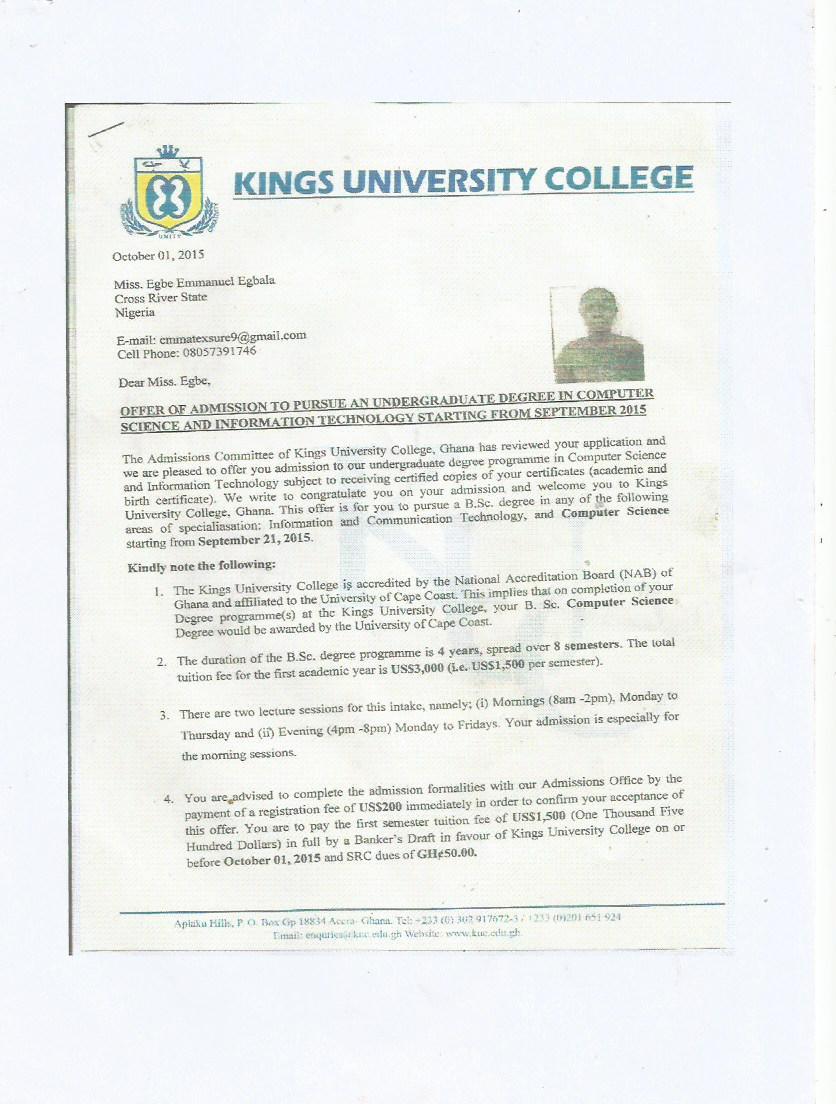 KINGS UNIVERSITY COLLEGE
UNITY
October 01, 2015
Miss. Egbe Emmanuel Egbala
Cross River State
Nigeria
E-mail: emmatexsure9@gmail.com
Cell Phone: 08057391746
Dear Miss. Egbe,
OFFER OF ADMISSION TO PURSUE AN UNDERGRADUATE DEGREE IN COMPUTER
SCIENCE AND INFORMATION TECHNOLOGY STARTING FROM SEPTEMBER 2015
The Admissions Committee of Kings University College, Ghana has reviewed your application and
we are pleased to offer you admission to our undergraduate degree programme in Computer Science
and Information Technology subject to receiving certified copies of your certificates (academic and
birth certificate). We write to congratulate you on your admission and welcome you to Kings
University College, Ghana. This offer is for you to pursue a B.Sc. degree in any of the following
areas of specialiasation: Information and Communication Technology, and Computer Science
starting from September 21, 2015.
Kindly note the following:
1. The Kings University College is accredited by the National Accreditation Board (NAB) of
Ghana and affiliated to the University of Cape Coast. This implies that on completion of your
Degree programme(s) at the Kings University College, your B. Sc. Computer Science
Degree would be awarded by the University of Cape Coast.
2. The duration of the B.Sc. degree programme is 4 years, spread over 8 semesters. The total
tuition fee for the first academic year is US$3,000 (i.e. US$1,500 per semester).
3. There are two lecture sessions for this intake, namely; (i) Mornings (8am -2pm), Monday to
Thursday and (ii) Evening (4pm -8pm) Monday to Fridays. Your admission is especially for
the morning sessions.
4. You are advised to complete the admission formalities with our Admissions Office by the
payment of a registration fee of US$200 immediately in order to confirm your acceptance of
this offer. You are to pay the first semester tuition fee of US$1,500 (One Thousand Five
Hundred Dollars) in full by a Banker's Draft in favour of Kings University College on or
before October 01, 2015 and SRC dues of GH¢50.00.
Aplaku Hills, P. O. Box Gp 18834 Accra- Ghana. Tel: +233 (0) 302 917672-3 / +233 (0)201 651 924
Email: enquries@kuc.edu.gh Website: www.kuc.edu.gh